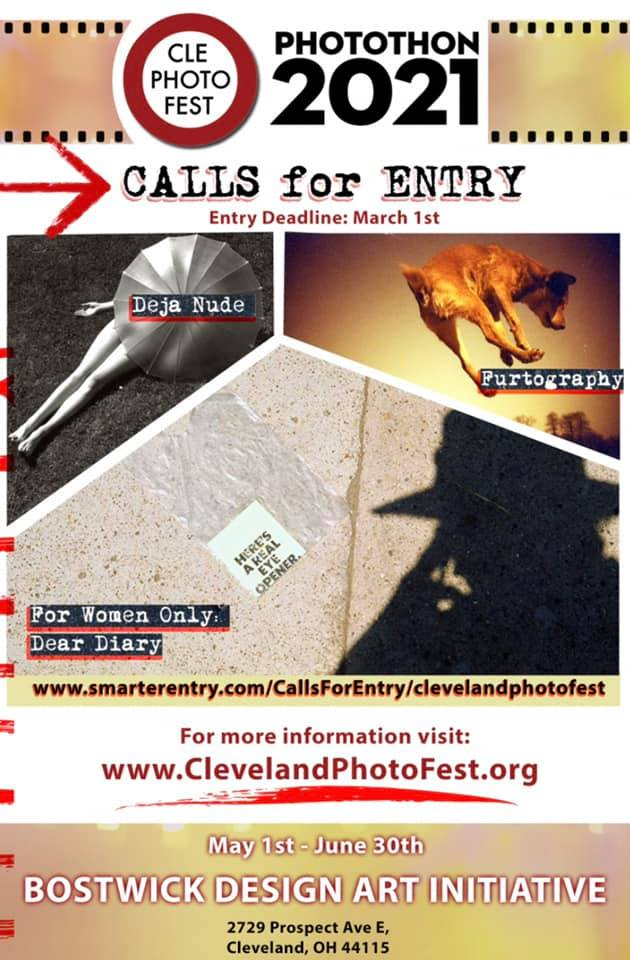 CLE
PHOTO
FEST
PHOTOTHON
2021
CALLS for ENTRY
Entry Deadline: March 1st
Deja Nude
Furtography
HERE'S
A REAL
EYE
OPENER.
For Women Only:
Dear Diary
www.smarterentry.com/CallsForEntry/clevelandphotofest
For more information visit:
www.ClevelandPhotoFest.org
May 1st - June 30th
BOSTWICK DESIGN ART INITIATIVE
2729 Prospect Ave E,
Cleveland, OH 44115